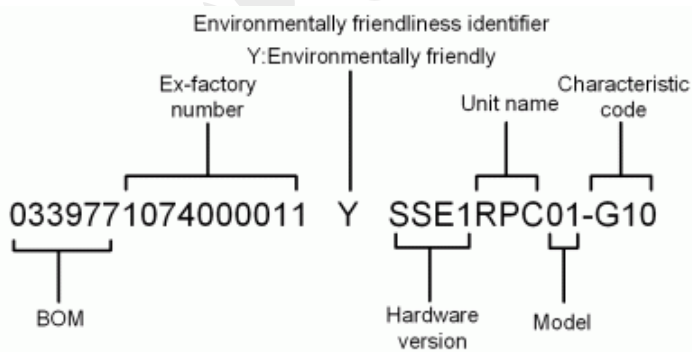 Environmentally friendliness identifier
Y:Environmentally friendly
Ex-factory
number
Unit name
Characteristic
code
0339771074000011 Y SSE1RPC01-G10
BOM
Hardware
version
Model